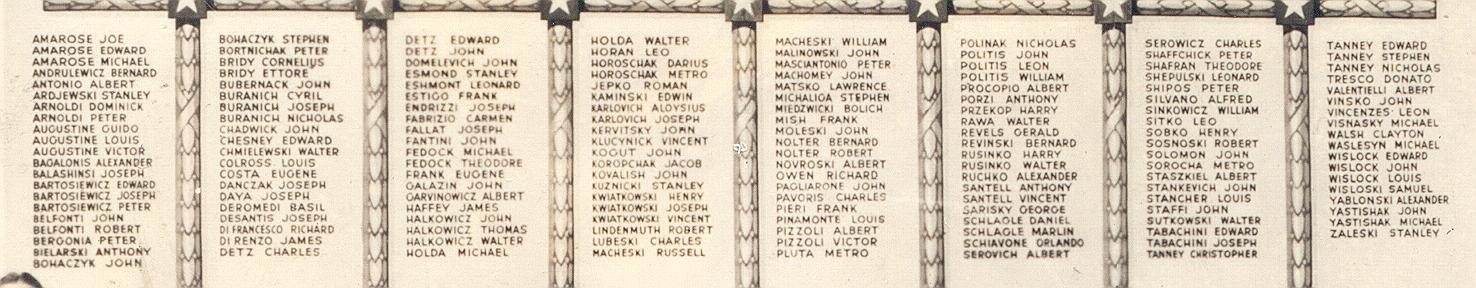 AMAROSE JOE
AMAROSE EDWARD
AMAROSE MICHAEL
ANDRULEWICZ BERNARD
ANTONIO ALBERT
ARDJEWSKI STANLEY
ARNOLDI DOMINICK
ARNOLDI PETER
AUGUSTINE GUIDO
AUGUSTINE LOUIS
AUGUSTINE VICTOR
BAGALONIS ALEXANDER
BALASHINSI JOSEPH
BARTOSIEWICZ EDWARD
BARTOSIEWICZ JOSEPH
BARTOSIEWICZ PETER
BELFONTI JOHN
BELFONTI ROBERT
BERGONIA PETER
BIELARSKI ANTHONY
BOHACZYK JOHN
BOHACZYK STEPHEN
BORTNICHAK PETER
BRIDY CORNELIUS
BRIDY ETTORE
BUBERNACK JOHN
BURANICH CYRIL
BURANICH JOSEPH
BURANICH NICHOLAS
CHADWICK JOHN
CHESNEY EDWARD
CHMIELEWSKI WALTER
COLROSS LOUIS
COSTA EUGENE
DANCZAK JOSEPH
DAYA JOSEPH
DEROMEDI BASIL
DESANTIS JOSEPH
DI FRANCESCO RICHARD
DI RENZO JAMES
DETZ CHARLES
DETZ EDWARD
DETZ JOHN
DOMELEVICH JOHN
ESMOND STANLEY
ESHMONT LEONARD
ESTIGO FRANK
ENDRIZZI JOSEPH
FABRIZIO CARMEN
FALLAT JOSEPH
FANTINI JOHN
FEDOCK MICHAEL
FEDOCK THEODORE
FRANK EUGENE
GALAZIN JOHN
GARVINOWICZ ALBERT
HAFFEY JAMES
HALKOWICZ JOHN
HALKOWICZ THOMAS
HALKOWICZ WALTER
HOLDA MICHAEL
HOLDA WALTER
HORAN LEO
HOROSCHAK DARIUS
HOROSCHAK METRO
JEPKO ROMAN
KAMINSKI EDWIN
KARLOVICH ALOYSIUS
KARLOVICH JOSEPH
KERVITSKY JOHN
KLUCYNICK VINCENT
KOGUT JOHN
KOROPCHAK JACOB
KOVALISH JOHN
KUZNICKI STANLEY
KWIATKOWSKI HENRY
KWIATKOWSKI JOSEPH
KWIATKOWSKI VINCENT
LINDENMUTH ROBERT
LUBESKI CHARLES
MACHESKI RUSSELL
MACHESKI WILLIAM
MALINOWSKI JOHN
MASCIANTONIO PETER
MACHOMEY JOHN
MATSKO LAWRENCE
MICHALIGA STEPHEN
MIEDZWICKI BOLICH
MISH FRANK
MOLESKI JOHN
NOLTER BERNARD
NOLTER ROBERT
NOVROSKI ALBERT
OWEN RICHARD
PAGLIARONE JOHN
PAVORIS CHARLES
PIERI FRANK
PINAMONTE LOUIS
PIZZOLI ALBERT
PIZZOLI VICTOR
PLUTA METRO
POLINAK NICHOLAS
POLITIS JOHN
POLITIS LEON
POLITIS WILLIAM
PROCOPIO ALBERT
PORZI ANTHONY
PRZEKOP HARRY
RAWA WALTER
REVELS GERALD
REVINSKI BERNARD
RUSINKO HARRY
RUSINKO WALTER
RUCHKO ALEXANDER
SANTELL ANTHONY
SANTELL VINCENT
SARISKY GEORGE
SCHLAGLE DANIEL
SCHLAGLE MARLIN
SCHIAVONE ORLANDO
SEROVICH ALBERT
SEROWICZ CHARLES
SHAFFCHICK PETER
SHAFRAN THEODORE
SHEPULSKI LEONARD
SHIPOS PETER
SILVANO ALFRED
SINKOWICZ WILLIAM
SITKO LEO
SOBKO HENRY
SOSNOSKI ROBERT
SOLOMON JOHN
SOROCHA METRO
STASZKIEL ALBERT
STANKEVICH JOHN
STANCHER LOUIS
STAFFI JOHN
SUTKOWSKI WALTER
TABACHINI EDWARD
TABACHINI JOSEPH
TANNEY CHRISTOPHER
TANNEY EDWARD
TANNEY STEPHEN
TANNEY NICHOLAS
TRESCO DONATO
VALENTIELLI ALBERT
VINSKO JOHN
VINCENZES LEON
VISNASKY MICHAEL
WALSH CLAYTON
WASLESYN MICHAEL
WISLOCK EDWARD
WISLOCK JOHN
WISLOCK LOUIS
WISLOSKI SAMUEL
YABLONSKI ALEXANDER
YASTISHAK JOHN
YASTISHAK MICHAEL
ZALESKI STANLEY